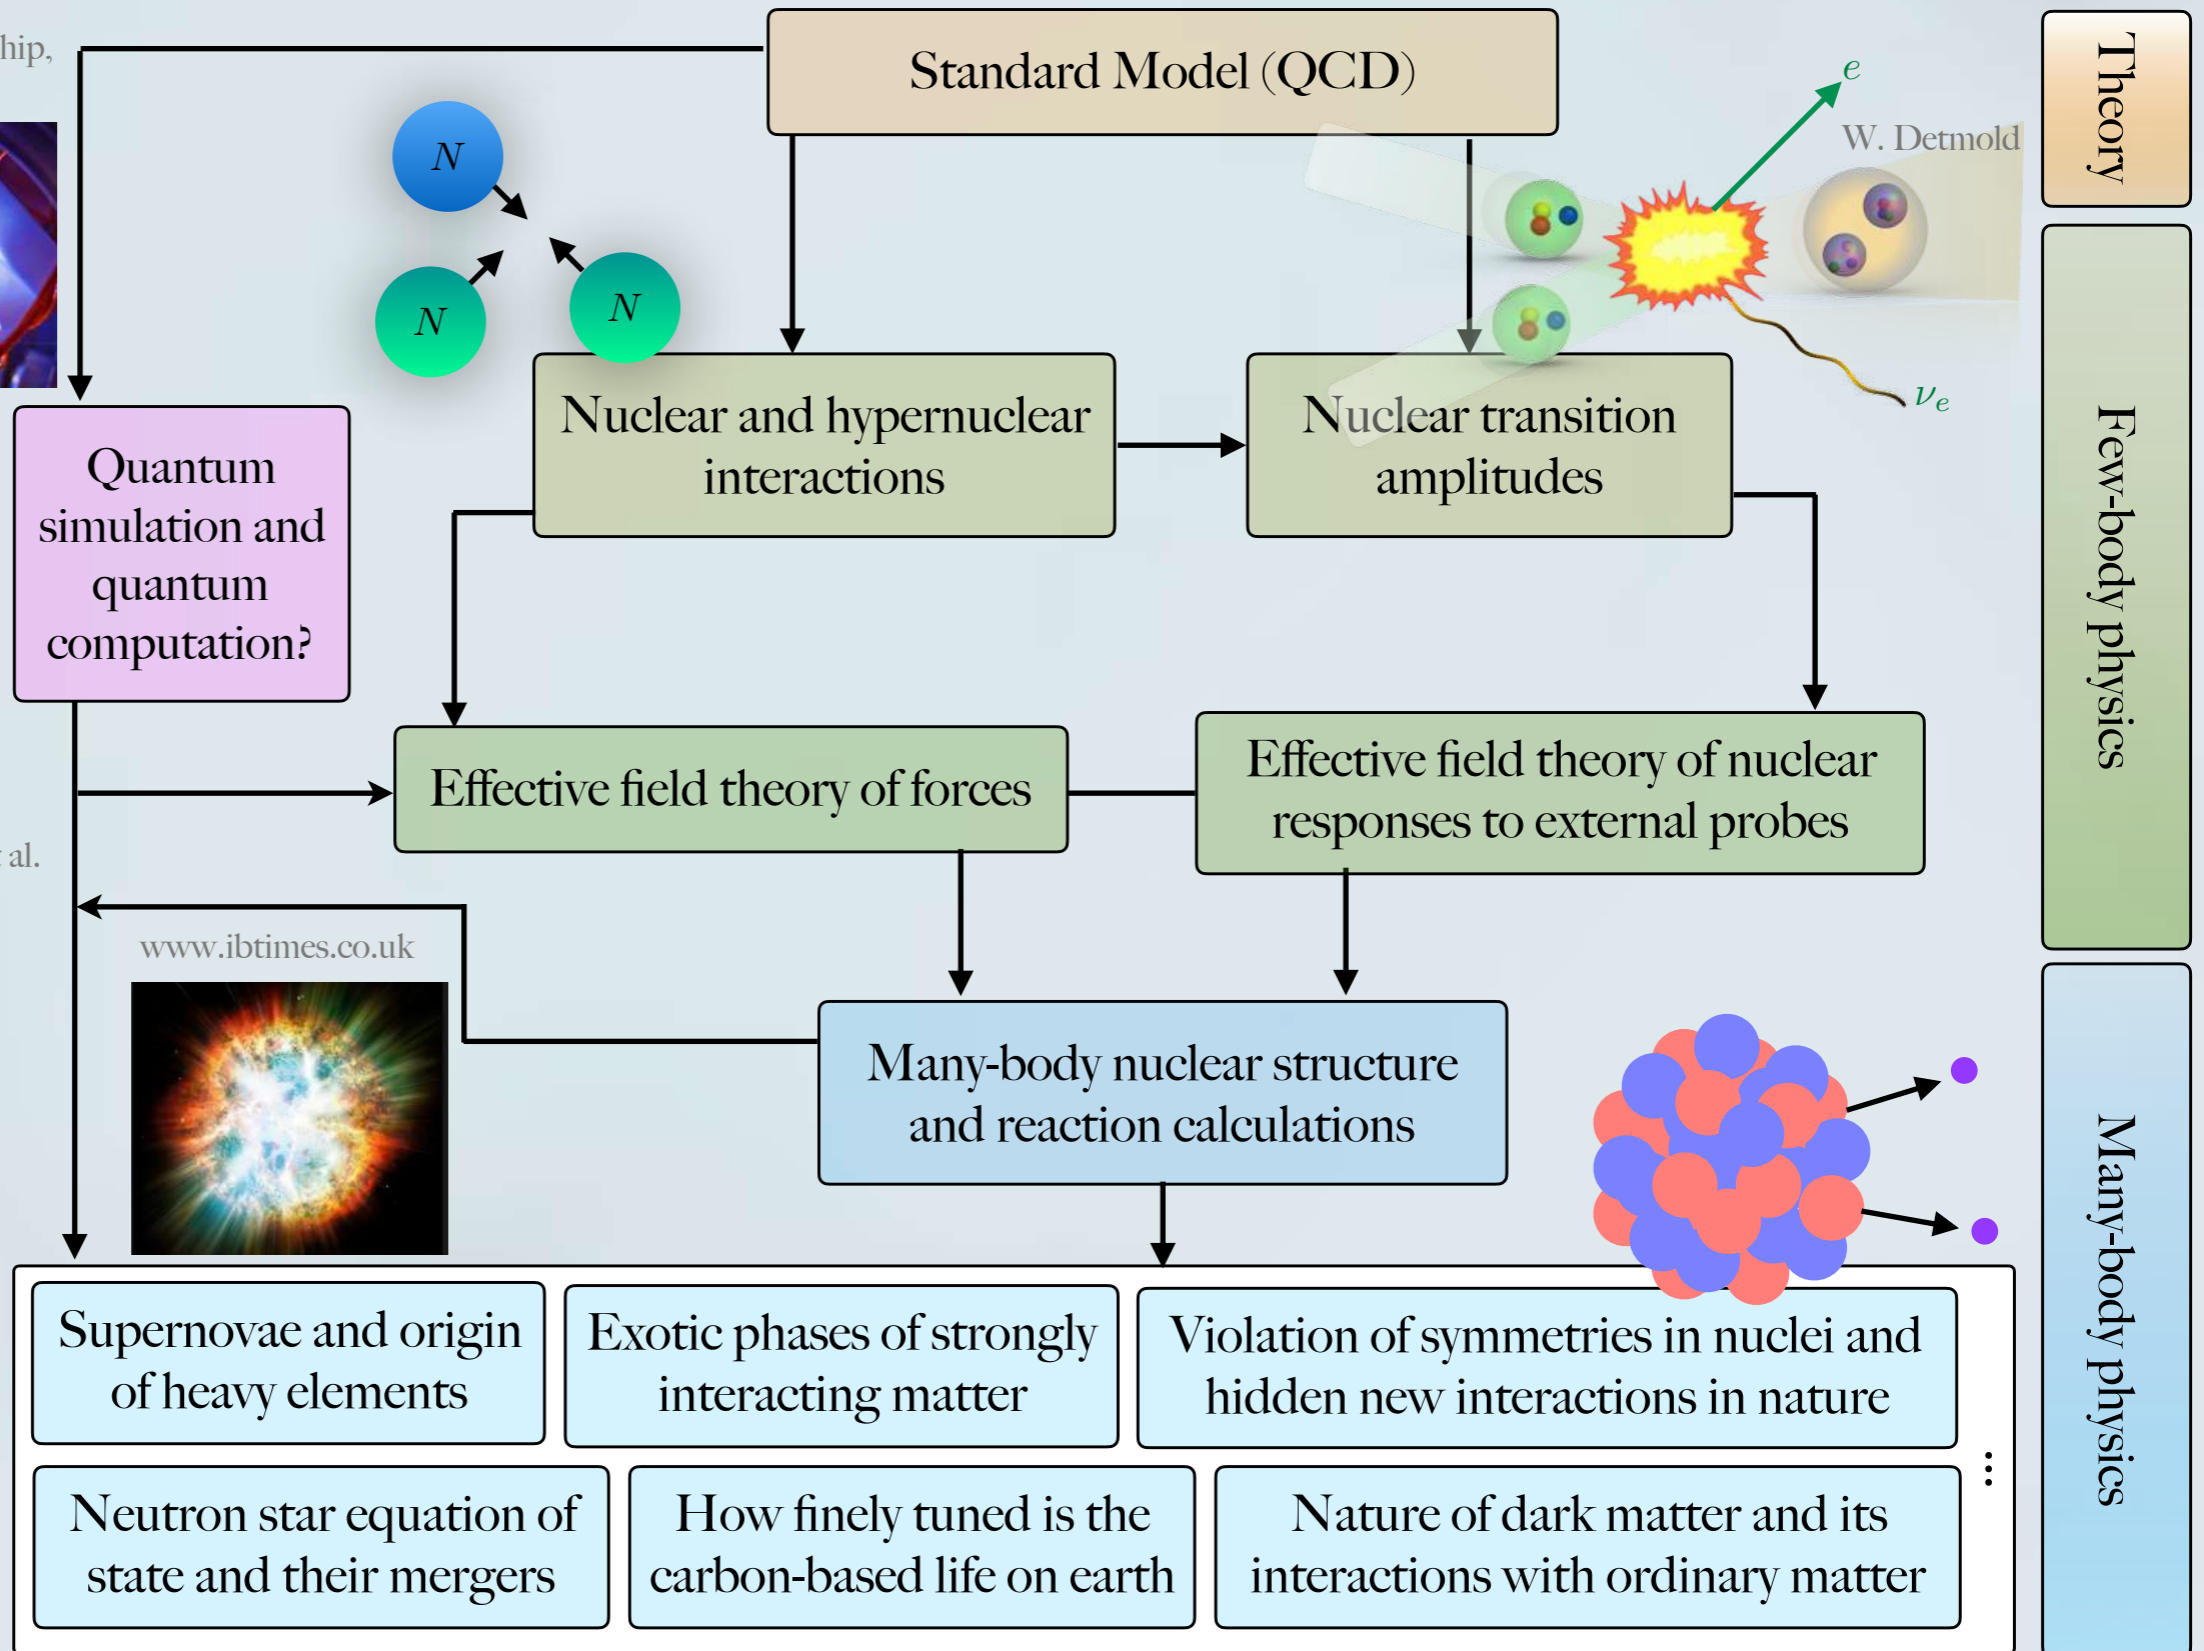 hip,
Standard Model (QCD)
Theory
e
W. Detmold
N
N
N
ν_e
Nuclear and hypernuclear
interactions
Nuclear transition
amplitudes
Quantum
simulation and
quantum
computation?
Few-body physics
Effective field theory of forces
Effective field theory of nuclear
responses to external probes
t al.
www.ibtimes.co.uk
Many-body nuclear structure
and reaction calculations
Many-body physics
Supernovae and origin
of heavy elements
Exotic phases of strongly
interacting matter
Violation of symmetries in nuclei and
hidden new interactions in nature
...
Neutron star equation of
state and their mergers
How finely tuned is the
carbon-based life on earth
Nature of dark matter and its
interactions with ordinary matter